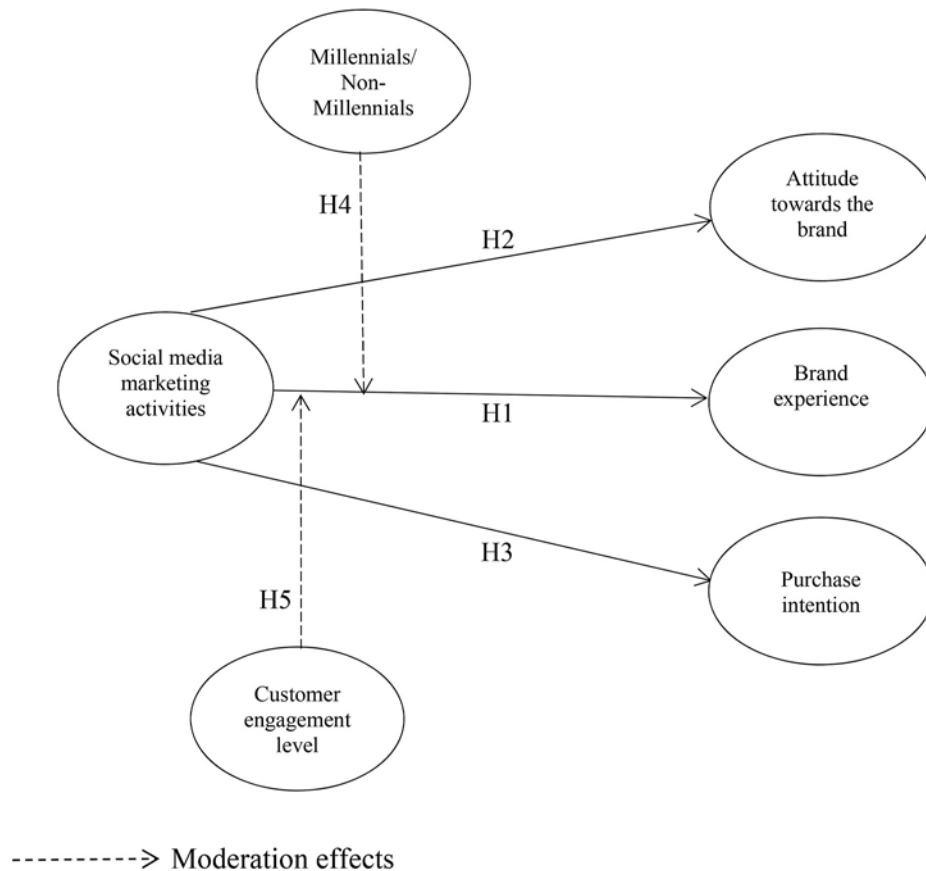 Millennials/
Non-
Millennials
H4
Attitude
towards the
brand
H2
Social media
marketing
activities
Brand
experience
H1
H3
Purchase
intention
H5
Customer
engagement
level
Moderation effects